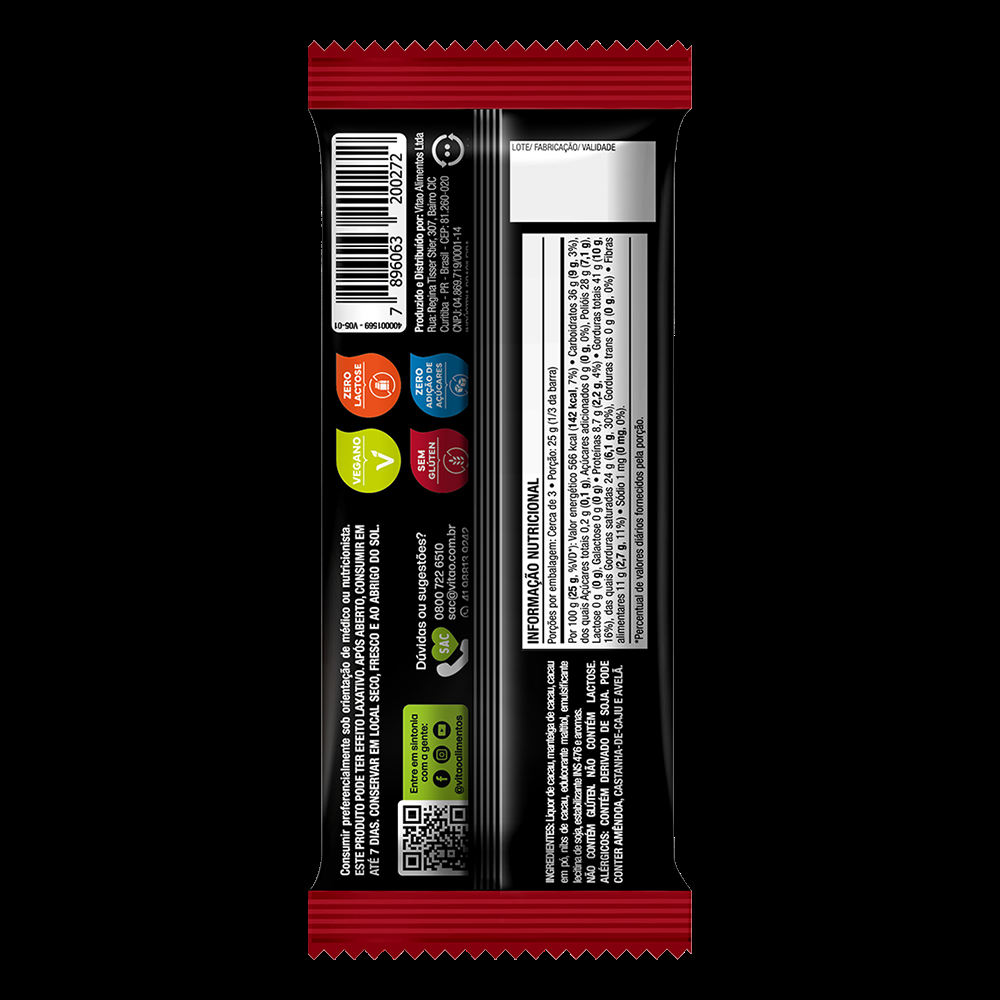 LOTE/ FABRICAÇÃO/ VALIDADE
7 896063 200272
400001569 - V05-01
Produzido e Distribuído por: Vitao Alimentos Ltda
Rua: Regina Tisser Stier, 307, Bairro CIC
Curitiba - PR - Brasil - CEP: 81.260-020
CNPJ: 04.869.719/0001-14
ZERO
LACTOSE
ZERO
ADIÇÃO DE
AÇÚCARES
VEGANO
SEM
GLÚTEN
Consumir preferencialmente sob orientação de médico ou nutricionista.
ESTE PRODUTO PODE TER EFEITO LAXATIVO. APÓS ABERTO, CONSUMIR EM
ATÉ 7 DIAS. CONSERVAR EM LOCAL SECO, FRESCO E AO ABRIGO DO SOL.
Dúvidas ou sugestões?
SAC
0800 722 6510
sac@vitao.com.br
41 98813 9242
Entre em sintonia
com a gente:
@vitaoalimentos
INFORMAÇÃO NUTRICIONAL
Porções por embalagem: Cerca de 3 • Porção: 25 g (1/3 da barra)
Por 100 g (25 g, %VD*): Valor energético 566 kcal (142 kcal, 7%) • Carboidratos 36 g (9 g, 3%),
dos quais Açúcares totais 0,2 g (0,1 g), Açúcares adicionados 0 g (0 g, 0%), Polióis 28 g (7,1 g),
Lactose 0 g (0 g), Galactose 0 g (0 g) • Proteínas 8,7 g (2,2 g, 4%) • Gorduras totais 41 g (10 g,
16%), das quais Gorduras saturadas 24 g (6,1 g, 30%), Gorduras trans 0 g (0 g, 0%) • Fibras
alimentares 11 g (2,7 g, 11%) • Sódio 1 mg (0 mg, 0%).
*Percentual de valores diários fornecidos pela porção.
INGREDIENTES: Liquor de cacau, manteiga de cacau, cacau
em pó, nibs de cacau, edulcorante maltitol, emulsificante
lecitina de soja, estabilizante INS 476 e aromas.
NÃO CONTÉM GLÚTEN. NÃO CONTÉM LACTOSE.
ALÉRGICOS: CONTÉM DERIVADO DE SOJA. PODE
CONTER AMÊNDOA, CASTANHA-DE-CAJU E AVELÃ.